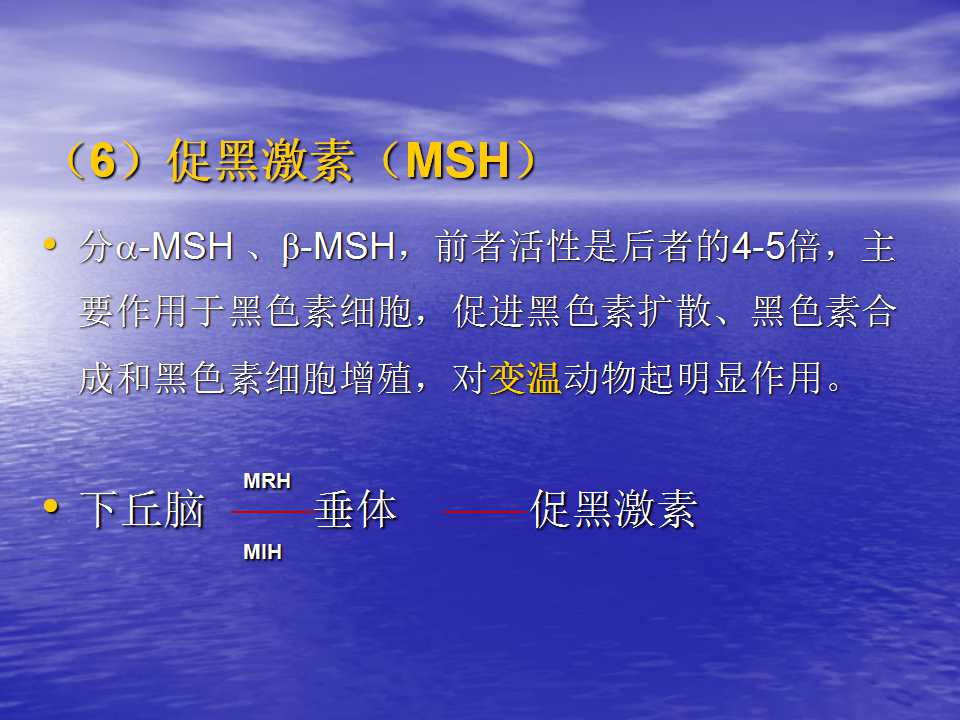 （6）促黑激素（MSH）
• 分α-MSH 、β-MSH，前者活性是后者的4-5倍，主
要作用于黑色素细胞，促进黑色素扩散、黑色素合
成和黑色素细胞增殖，对变温动物起明显作用。
MRH
• 下丘脑 垂体 促黑激素
MIH